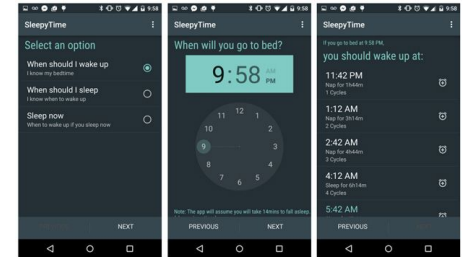 9:58
SleepyTime
Select an option
When should I wake up
I know my bedtime
When should I sleep
I know when to wake up
Sleep now
When to wake up if you sleep now
NEXT
9:58
SleepyTime
When will you go to bed?
9:58 AM
PM
12
11
1
10
2
9
3
8
4
7
5
6
Note: The app will assume you will take 14mins to fall asleep.
PREVIOUS
NEXT
9:58
SleepyTime
If you go to bed at 9:58 PM,
you should wake up at:
11:42 PM
Nap for 1h44m
1 Cycles
1:12 AM
Nap for 3h14m
2 Cycles
2:42 AM
Nap for 4h44m
3 Cycles
4:12 AM
Sleep for 6h14m
4 Cycles
5:42 AM
PREVIOUS
NEXT